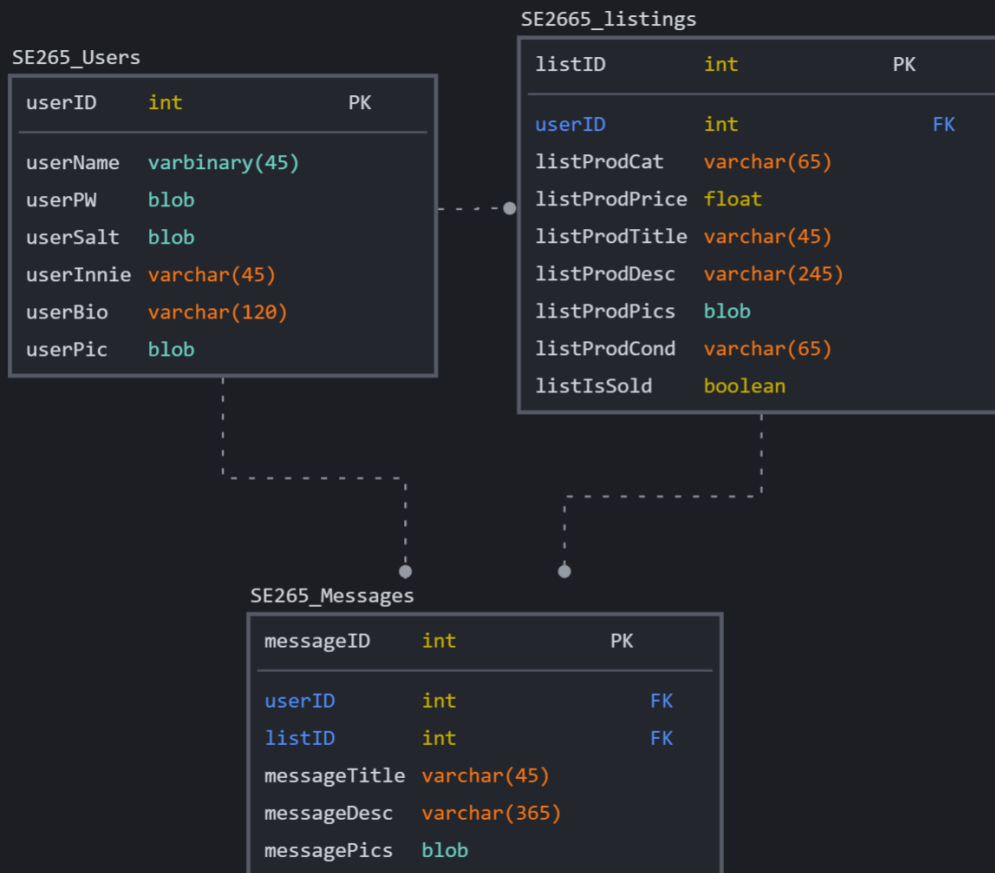 SE265_Users
userID int PK
userName varbinary(45)
userPW blob
userSalt blob
userInnie varchar(45)
userBio varchar(120)
userPic blob
SE2665_listings
listID int PK
userID int FK
listProdCat varchar(65)
listProdPrice float
listProdTitle varchar(45)
listProdDesc varchar(245)
listProdPics blob
listProdCond varchar(65)
listIsSold boolean
SE265_Messages
messageID int PK
userID int FK
listID int FK
messageTitle varchar(45)
messageDesc varchar(365)
messagePics blob